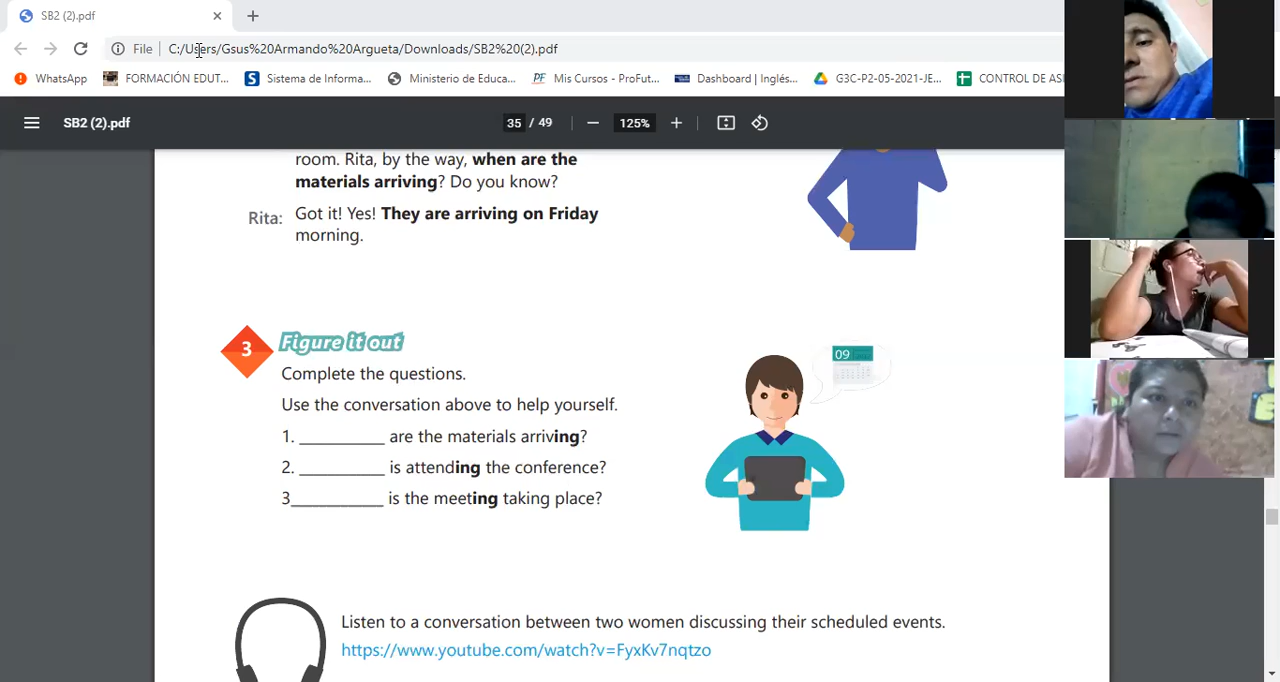 SB2 (2).pdf
File C:/Users/Gsus%20Armando%20Argueta/Downloads/SB2%20(2).pdf
WhatsApp FORMACIÓN EDUT... Sistema de Informa... Ministerio de Educa... Mis Cursos - ProFut... Dashboard | Inglés... G3C-P2-05-2021-JE... CONTROL DE
SB2 (2).pdf 35 / 49 125%
room. Rita, by the way, when are the
materials arriving? Do you know?
Rita: Got it! Yes! They are arriving on Friday
morning.
3 Figure it out
09
Complete the questions.
Use the conversation above to help yourself.
1. __________ are the materials arriving?
2. __________ is attending the conference?
3___________ is the meeting taking place?
Listen to a conversation between two women discussing their scheduled events.
https://www.youtube.com/watch?v=FyxKv7nqtzo